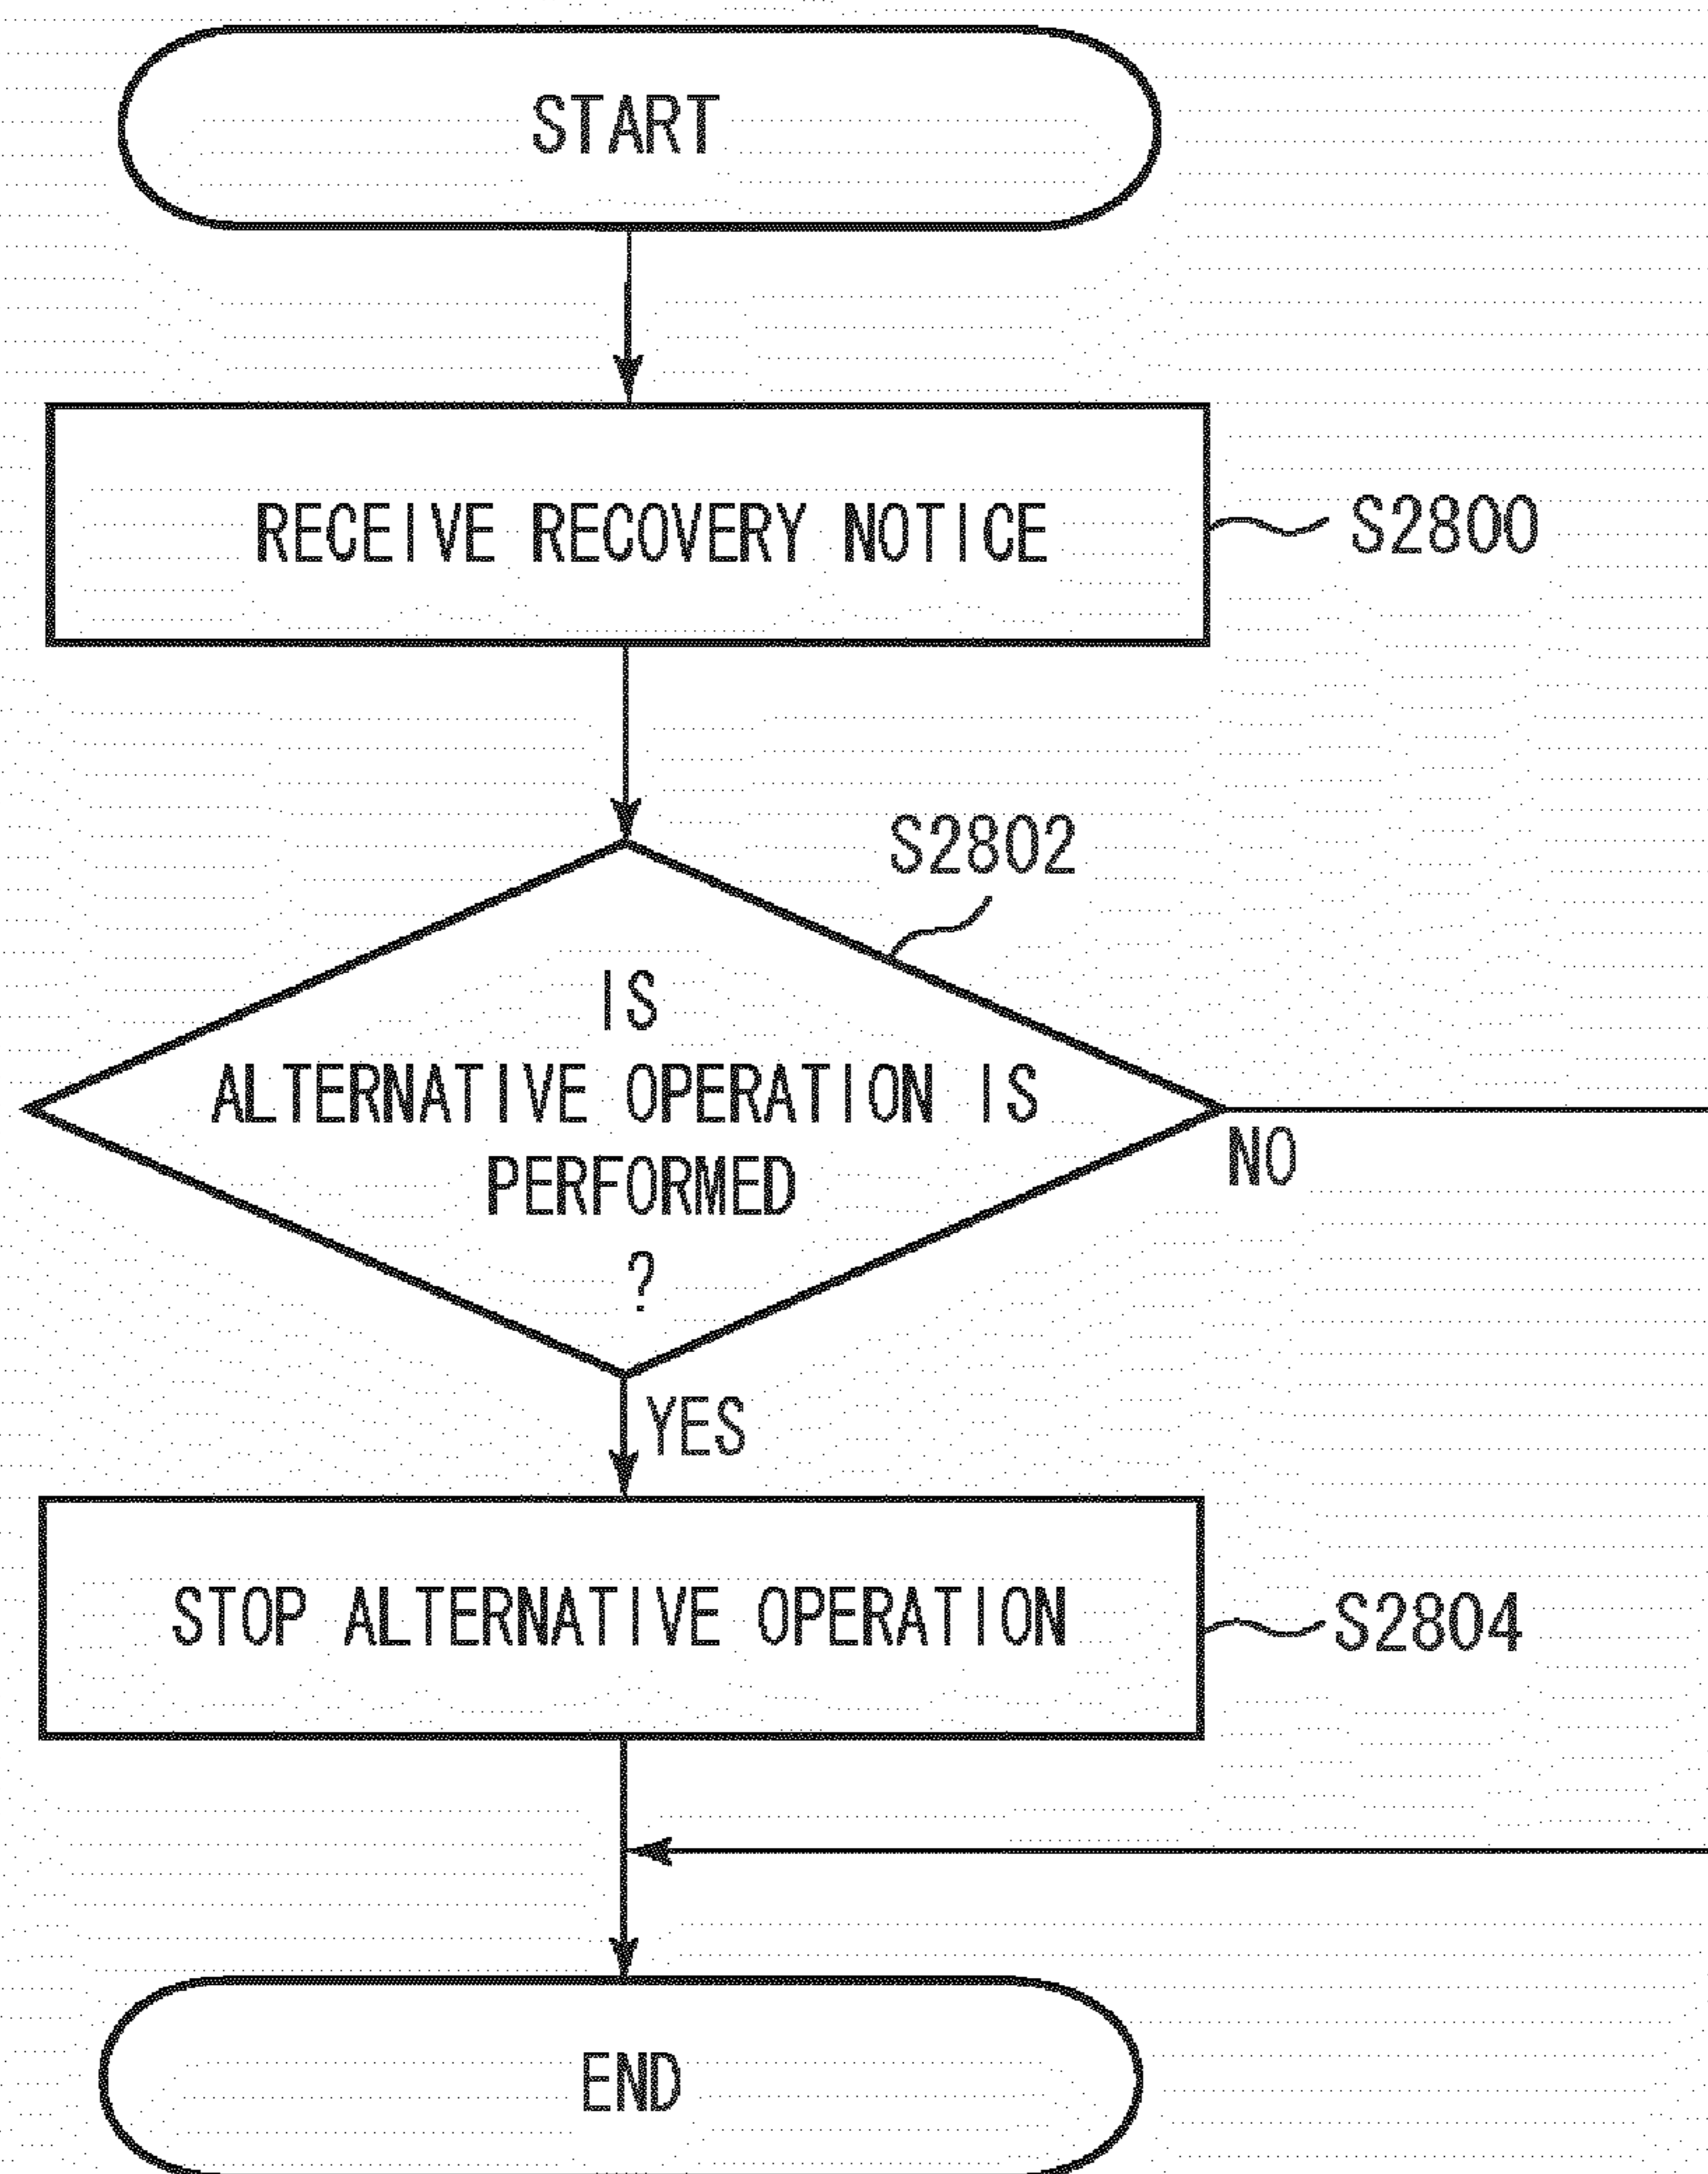 START
RECEIVE RECOVERY NOTICE
S2800
S2802
IS
ALTERNATIVE OPERATION IS
PERFORMED
?
NO
YES
STOP ALTERNATIVE OPERATION
S2804
END